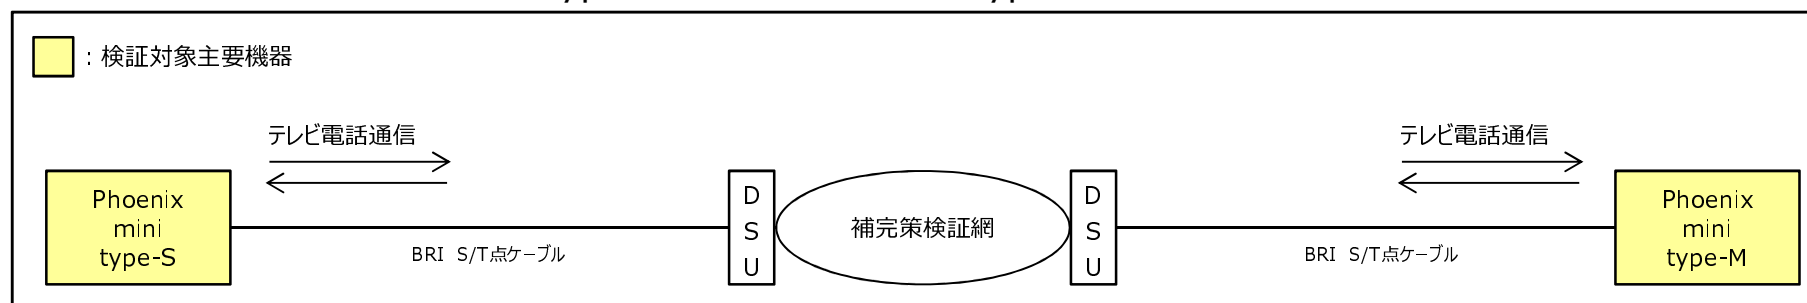 : 検証対象主要機器
テレビ電話通信
テレビ電話通信
Phoenix
mini
type-S
BRI S/T点ケーブル
D
S
U
補完策検証網
D
S
U
BRI S/T点ケーブル
Phoenix
mini
type-M